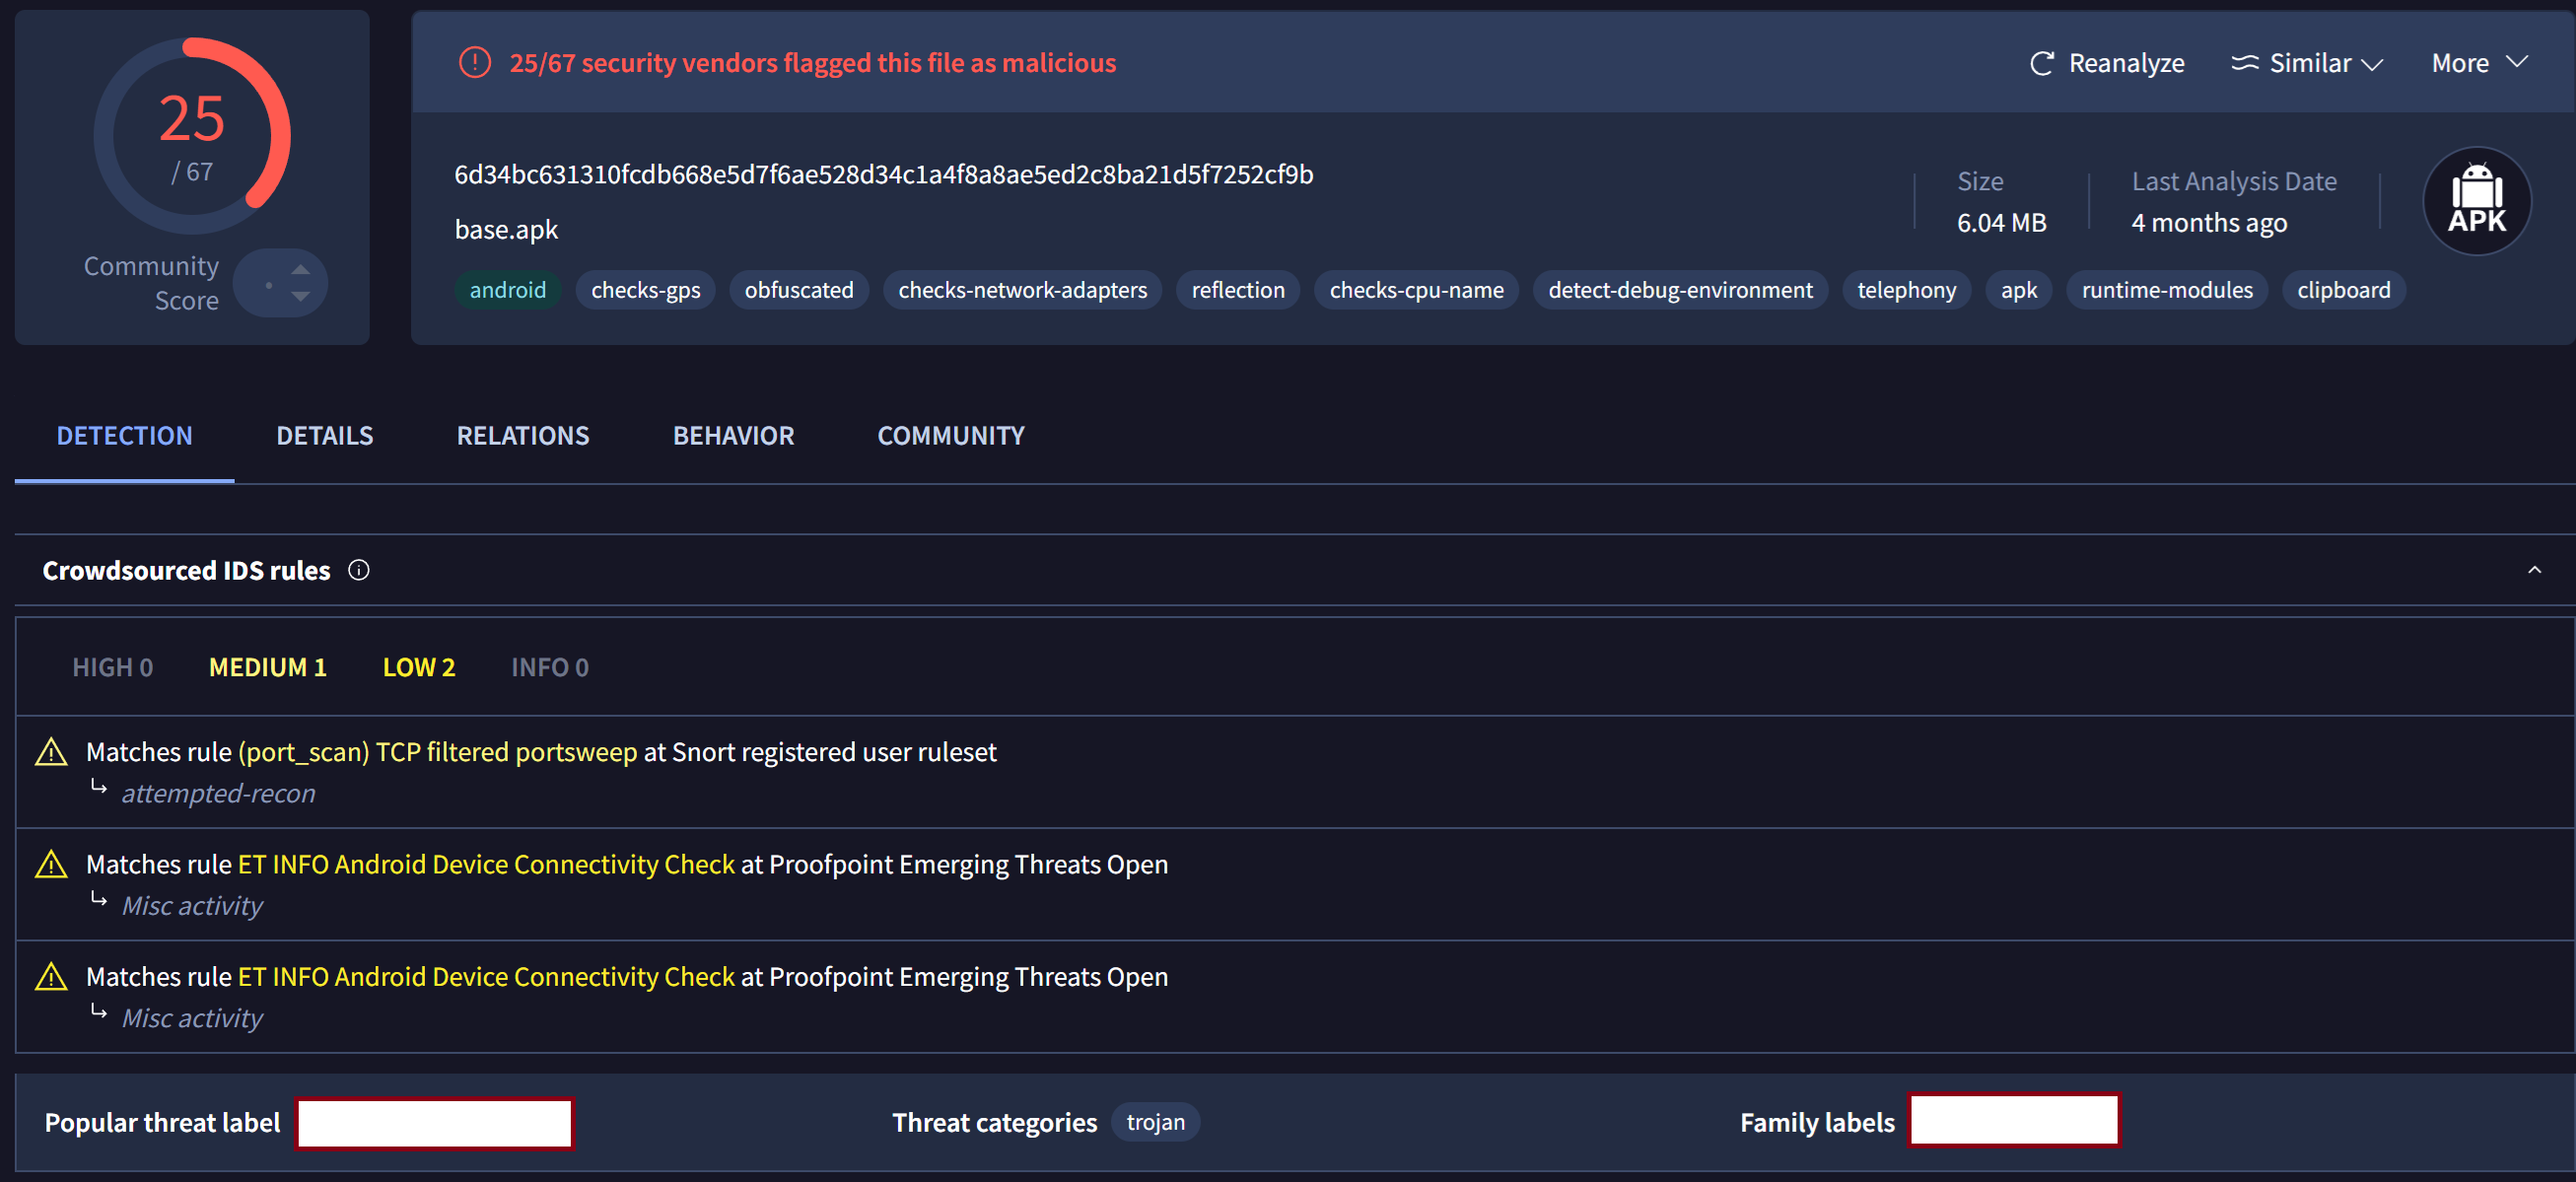 25
/ 67
Community
Score
25/67 security vendors flagged this file as malicious
Reanalyze
Similar
More
6d34bc631310fcdb668e5d7f6ae528d34c1a4f8a8ae5ed2c8ba21d5f7252cf9b
base.apk
Size
6.04 MB
Last Analysis Date
4 months ago
APK
android checks-gps obfuscated checks-network-adapters reflection checks-cpu-name detect-debug-environment telephony apk runtime-modules clipboard
DETECTION DETAILS RELATIONS BEHAVIOR COMMUNITY
Crowdsourced IDS rules
HIGH 0 MEDIUM 1 LOW 2 INFO 0
Matches rule (port_scan) TCP filtered portsweep at Snort registered user ruleset
attempted-recon
Matches rule ET INFO Android Device Connectivity Check at Proofpoint Emerging Threats Open
Misc activity
Matches rule ET INFO Android Device Connectivity Check at Proofpoint Emerging Threats Open
Misc activity
Popular threat label Threat categories trojan Family labels